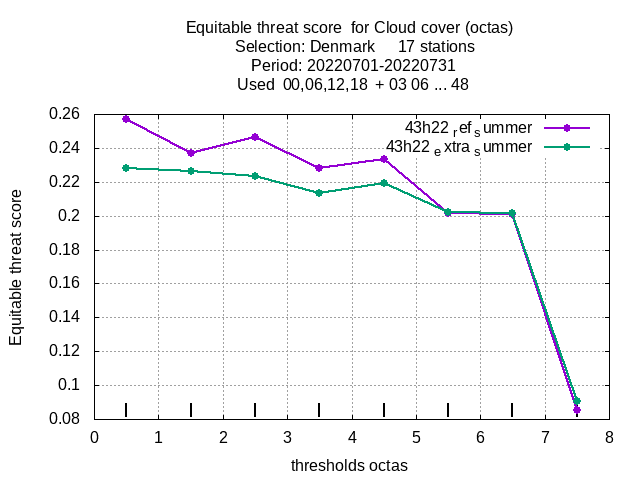 Equitable threat score  for Cloud cover (octas)
Selection: Denmark     17 stations
Period: 20220701-20220731
Used  00,06,12,18  + 03 06 ... 48
43h22 ref summer
43h22 extra summer
Equitable threat score
0.26
0.24
0.22
0.2
0.18
0.16
0.14
0.12
0.1
0.08
0 1 2 3 4 5 6 7 8
thresholds octas